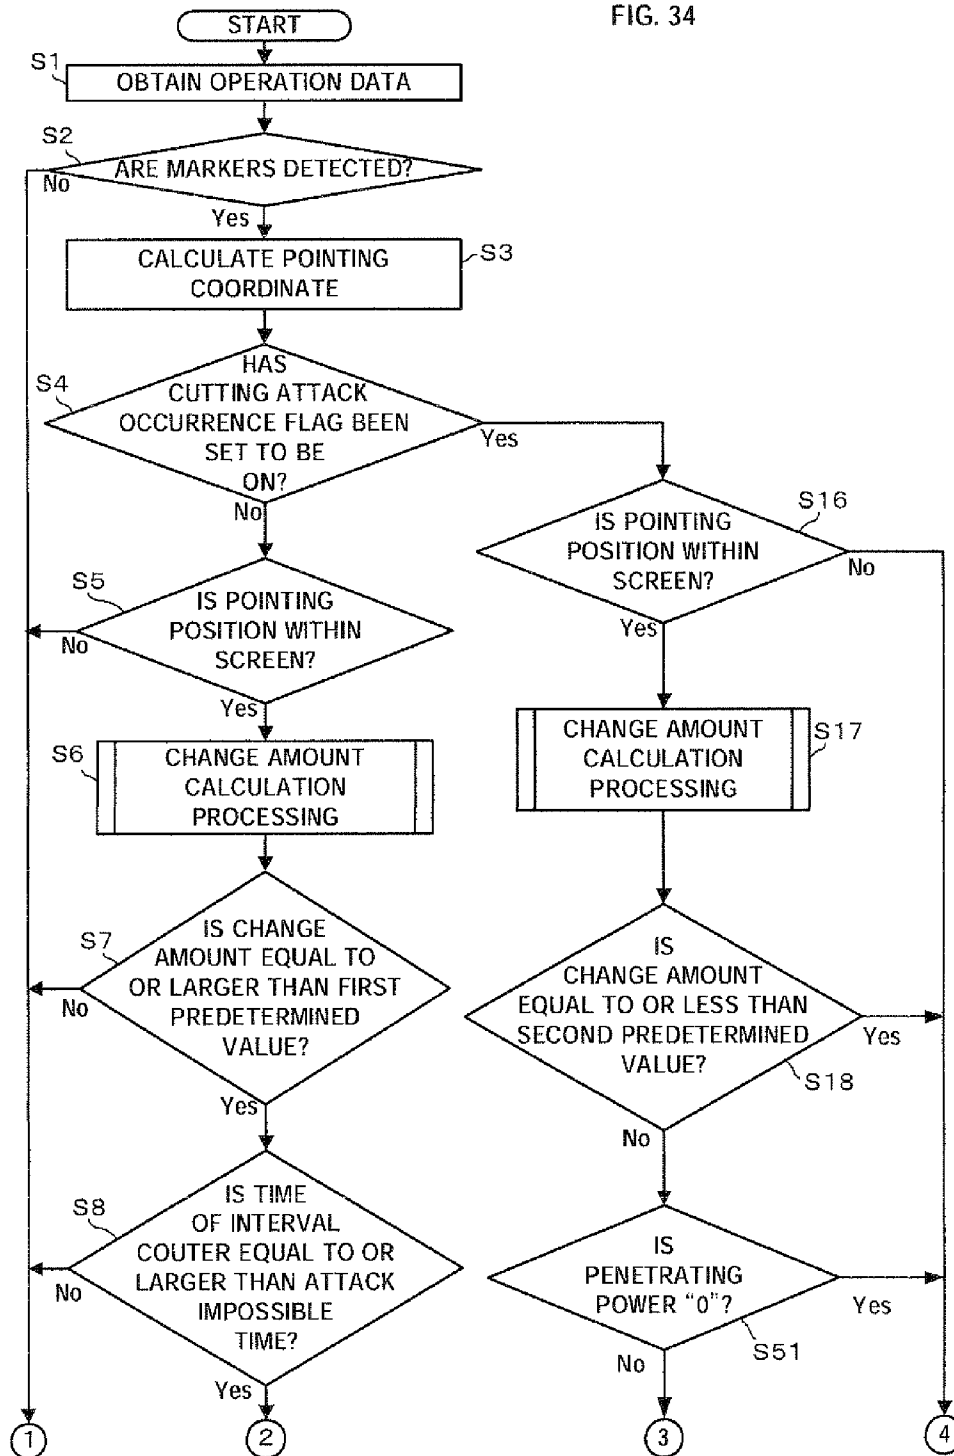 FIG. 34
START
S1
OBTAIN OPERATION DATA
S2
ARE MARKERS DETECTED?
No
Yes
CALCULATE POINTING
COORDINATE
S3
S4
HAS
CUTTING ATTACK
OCCURRENCE FLAG BEEN
SET TO BE
ON?
Yes
No
S5
IS POINTING
POSITION WITHIN
SCREEN?
No
Yes
S6
CHANGE AMOUNT
CALCULATION
PROCESSING
S7
IS CHANGE
AMOUNT EQUAL TO
OR LARGER THAN FIRST
PREDETERMINED
VALUE?
No
Yes
S8
IS TIME
OF INTERVAL
COUTER EQUAL TO OR
LARGER THAN ATTACK
IMPOSSIBLE
TIME?
No
Yes
S16
IS POINTING
POSITION WITHIN
SCREEN?
No
Yes
CHANGE AMOUNT
CALCULATION
PROCESSING
S17
IS
CHANGE AMOUNT
EQUAL TO OR LESS THAN
SECOND PREDETERMINED
VALUE?
Yes
S18
No
IS
PENETRATING
POWER "0"?
Yes
S51
No
1
2
3
4